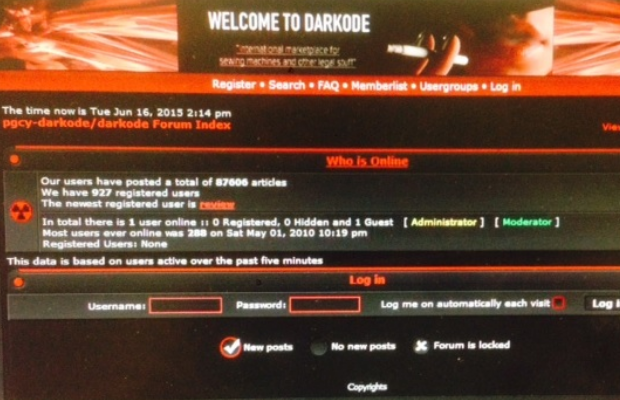 WELCOME TO DARKODE
"international marketplace for
sewing machines and other legal stuff"
Register • Search • FAQ • Memberlist • Usergroups • Log in
The time now is Tue Jun 16, 2015 2:14 pm
pgcy-darkode/darkode Forum Index
Who is Online
Our users have posted a total of 87606 articles
We have 927 registered users
The newest registered user is review
In total there is 1 user online :: 0 Registered, 0 Hidden and 1 Guest [ Administrator ] [ Moderator ]
Most users ever online was 288 on Sat May 01, 2010 10:19 pm
Registered Users: None
This data is based on users active over the past five minutes
Log in
Username: Password: Log me on automatically each visit Log
New posts No new posts Forum is locked
Copyrights